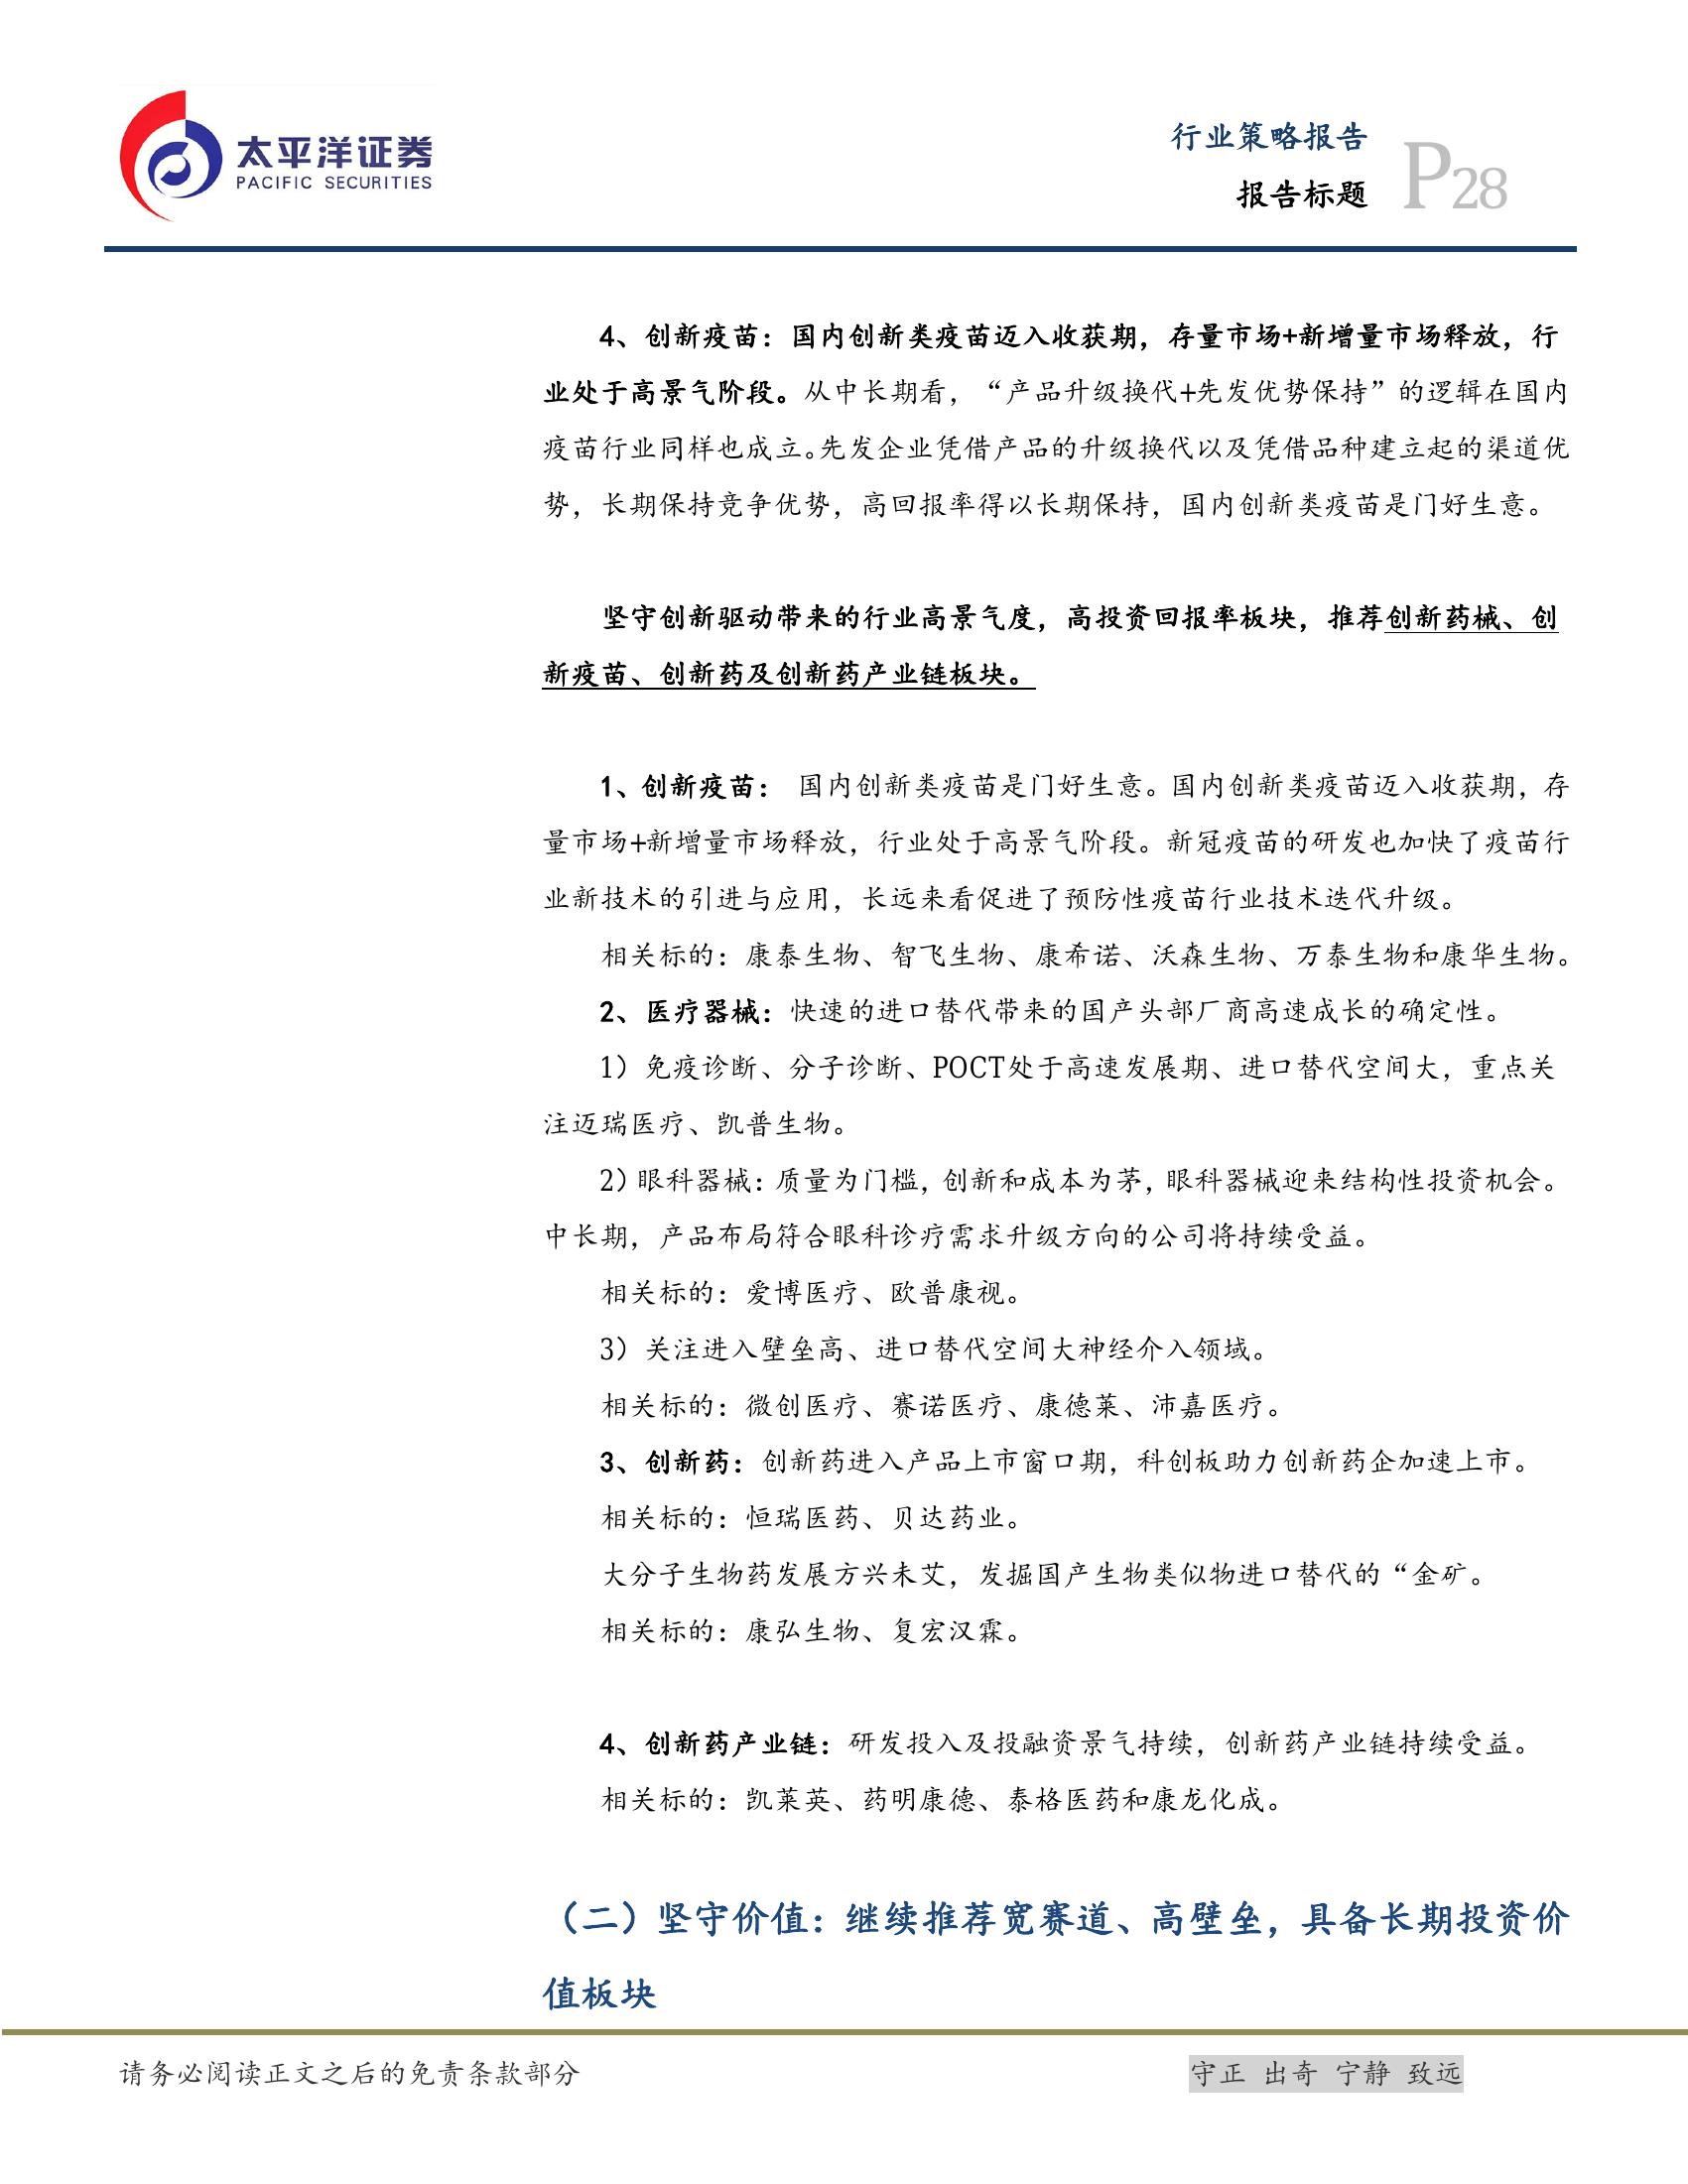 太平洋证券
PACIFIC SECURITIES
行业策略报告
报告标题
P28
4、创新疫苗：国内创新类疫苗迈入收获期，存量市场+新增量市场释放，行
业处于高景气阶段。从中长期看，“产品升级换代+先发优势保持”的逻辑在国内
疫苗行业同样也成立。先发企业凭借产品的升级换代以及凭借品种建立起的渠道优
势，长期保持竞争优势，高回报率得以长期保持，国内创新类疫苗是门好生意。
坚守创新驱动带来的行业高景气度，高投资回报率板块，推荐创新药械、创
新疫苗、创新药及创新药产业链板块。
1、创新疫苗： 国内创新类疫苗是门好生意。国内创新类疫苗迈入收获期，存
量市场+新增量市场释放，行业处于高景气阶段。新冠疫苗的研发也加快了疫苗行
业新技术的引进与应用，长远来看促进了预防性疫苗行业技术迭代升级。
相关标的：康泰生物、智飞生物、康希诺、沃森生物、万泰生物和康华生物。
2、医疗器械：快速的进口替代带来的国产头部厂商高速成长的确定性。
1）免疫诊断、分子诊断、POCT处于高速发展期、进口替代空间大，重点关
注迈瑞医疗、凯普生物。
2）眼科器械：质量为门槛，创新和成本为茅，眼科器械迎来结构性投资机会。
中长期，产品布局符合眼科诊疗需求升级方向的公司将持续受益。
相关标的：爱博医疗、欧普康视。
3）关注进入壁垒高、进口替代空间大神经介入领域。
相关标的：微创医疗、赛诺医疗、康德莱、沛嘉医疗。
3、创新药：创新药进入产品上市窗口期，科创板助力创新药企加速上市。
相关标的：恒瑞医药、贝达药业。
大分子生物药发展方兴未艾，发掘国产生物类似物进口替代的“金矿。
相关标的：康弘生物、复宏汉霖。
4、创新药产业链：研发投入及投融资景气持续，创新药产业链持续受益。
相关标的：凯莱英、药明康德、泰格医药和康龙化成。
（二）坚守价值：继续推荐宽赛道、高壁垒，具备长期投资价
值板块
请务必阅读正文之后的免责条款部分
守正 出奇 宁静 致远